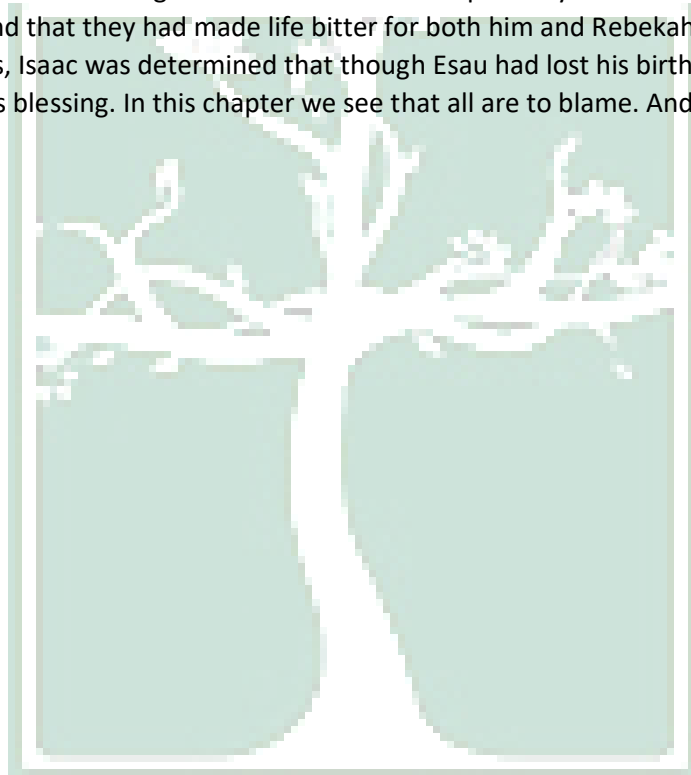 nd that they had made life bitter for both him and Rebekah
s, Isaac was determined that though Esau had lost his birth
s blessing. In this chapter we see that all are to blame. And